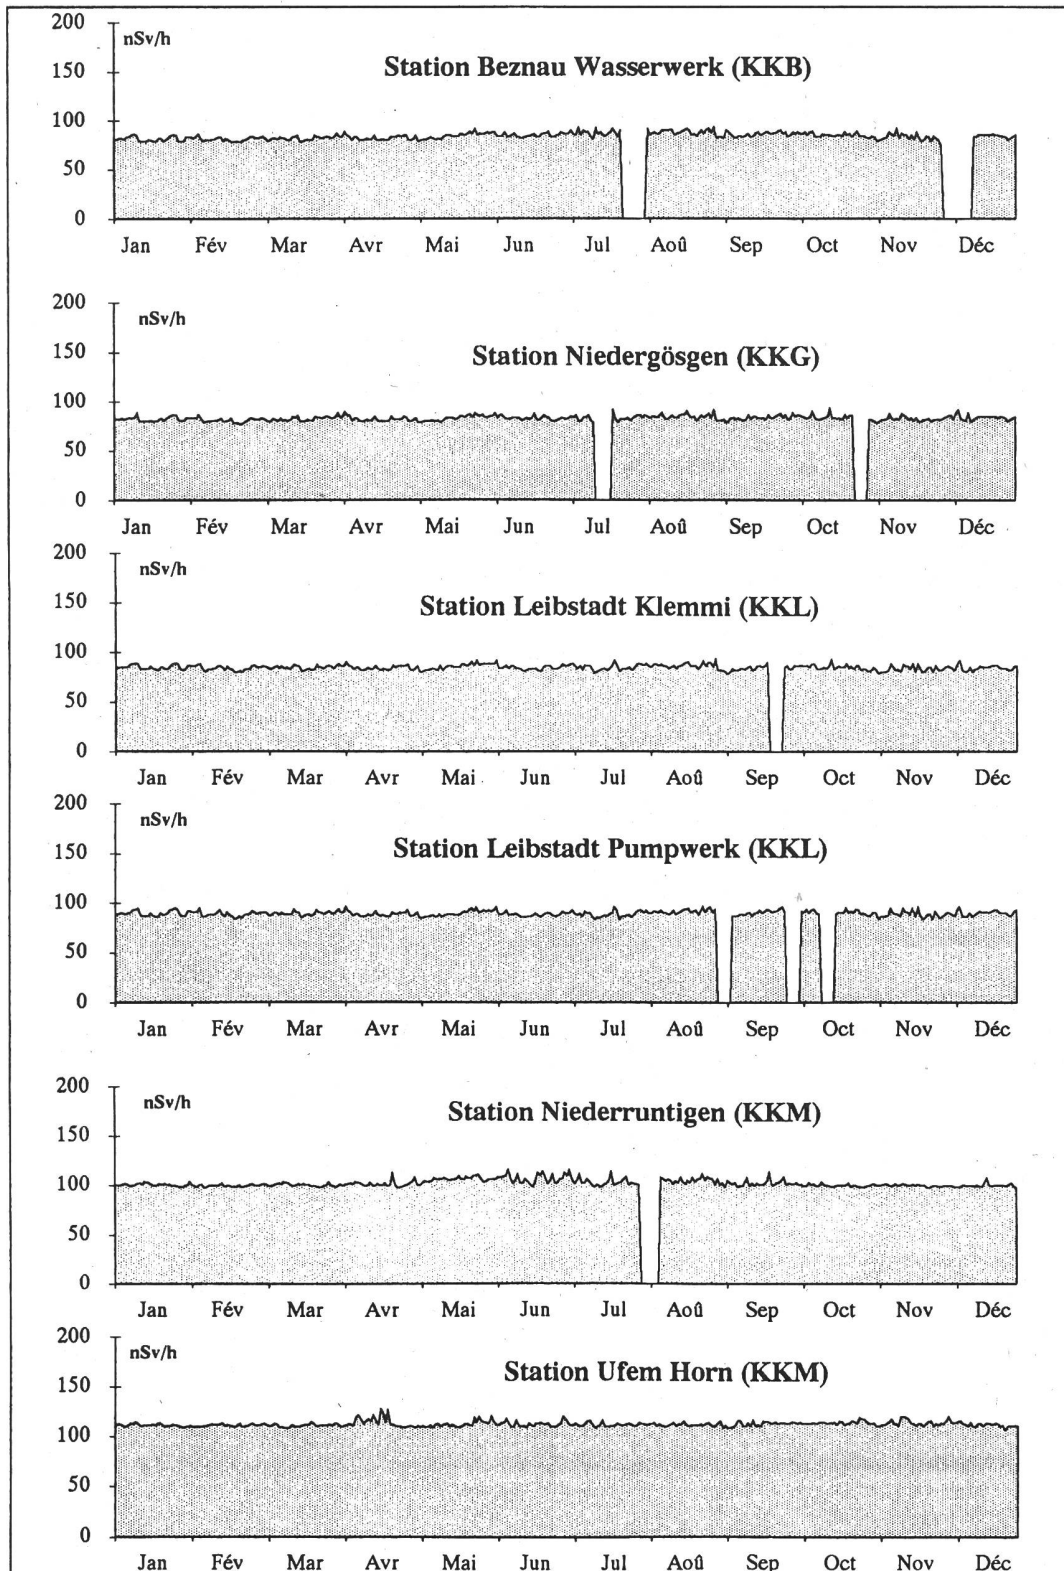 200
nSv/h
Station Beznau Wasserwerk (KKB)
150
100
50
0
Jan Fév Mar Avr Mai Jun Jul Aoû Sep Oct Nov Déc
200
nSv/h
150
Station Niedergösgen (KKG)
100
50
0
Jan Fév Mar Avr Mai Jun Jul Aoû Sep Oct Nov Déc
200
nSv/h
150
Station Leibstadt Klemmi (KKL)
100
50
0
Jan Fév Mar Avr Mai Jun Jul Aoû Sep Oct Nov Déc
200
nSv/h
150
Station Leibstadt Pumpwerk (KKL)
100
50
0
Jan Fév Mar Avr Mai Jun Jul Aoû Sep Oct Nov Déc
200
nSv/h
Station Niederruntigen (KKM)
150
100
50
0
Jan Fév Mar Avr Mai Jun Jul Aoû Sep Oct Nov Déc
200
nSv/h
Station Ufem Horn (KKM)
150
100
50
0
Jan Fév Mar Avr Mai Jun Jul Aoû Sep Oct Nov Déc